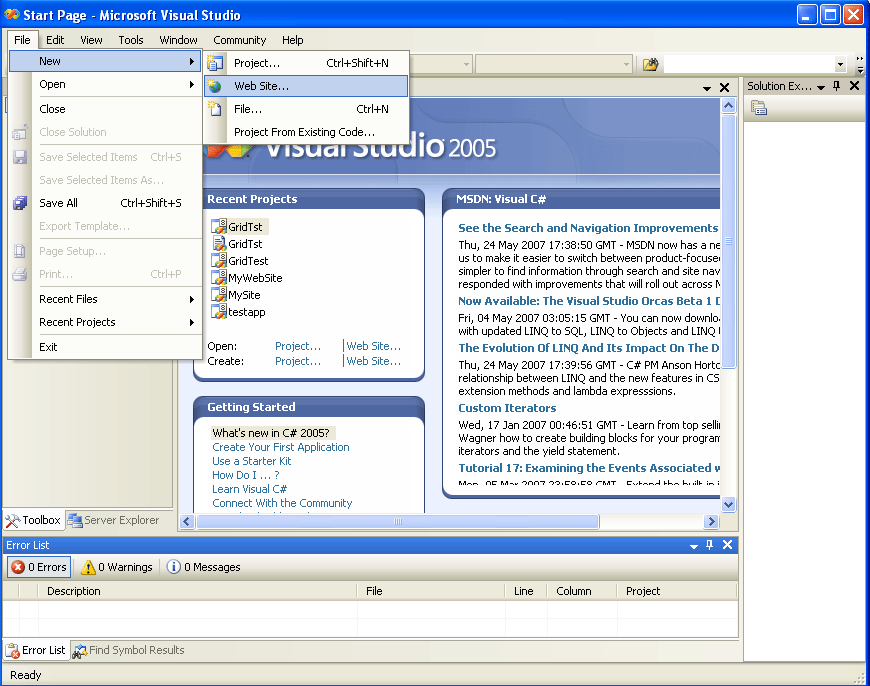 Start Page - Microsoft Visual Studio
File Edit View Tools Window Community Help
New
Open
Close
Close Solution
Save Selected Items Ctrl+S
Save Selected Items As...
Save All Ctrl+Shift+S
Export Template...
Page Setup...
Print... Ctrl+P
Recent Files
Recent Projects
Exit
Project... Ctrl+Shift+N
Web Site...
File... Ctrl+N
Project From Existing Code...
Solution Ex...
Visual Studio 2005
Recent Projects
GridTst
GridTst
GridTest
MyWebSite
MySite
testapp
Open: Project... Web Site...
Create: Project... Web Site...
Getting Started
What's new in C# 2005?
Create Your First Application
Use a Starter Kit
How Do I ... ?
Learn Visual C#
Connect With the Community
MSDN: Visual C#
See the Search and Navigation Improvements
Thu, 24 May 2007 17:38:50 GMT - MSDN now has a ne
us to make it easier to switch between product-focuse
simpler to find information through search and site nav
responded with improvements that will roll out across
Now Available: The Visual Studio Orcas Beta 1
Fri, 04 May 2007 03:05:15 GMT - You can now downlo
with updated LINQ to SQL, LINQ to Objects and LINQ
The Evolution Of LINQ And Its Impact On The D
Thu, 24 May 2007 17:39:56 GMT - C# PM Anson Horto
relationship between LINQ and the new features in CS
extension methods and lambda expresssions.
Custom Iterators
Wed, 17 Jan 2007 00:46:51 GMT - Learn from top selli
Wagner how to create building blocks for your program
iterators and the yield statement.
Tutorial 17: Examining the Events Associated w
Mon, 05 Mar 2007 23:58:58 GMT - Extend the built-in i
Toolbox Server Explorer
Error List
0 Errors 0 Warnings 0 Messages
Description File Line Column Project
Error List Find Symbol Results
Ready